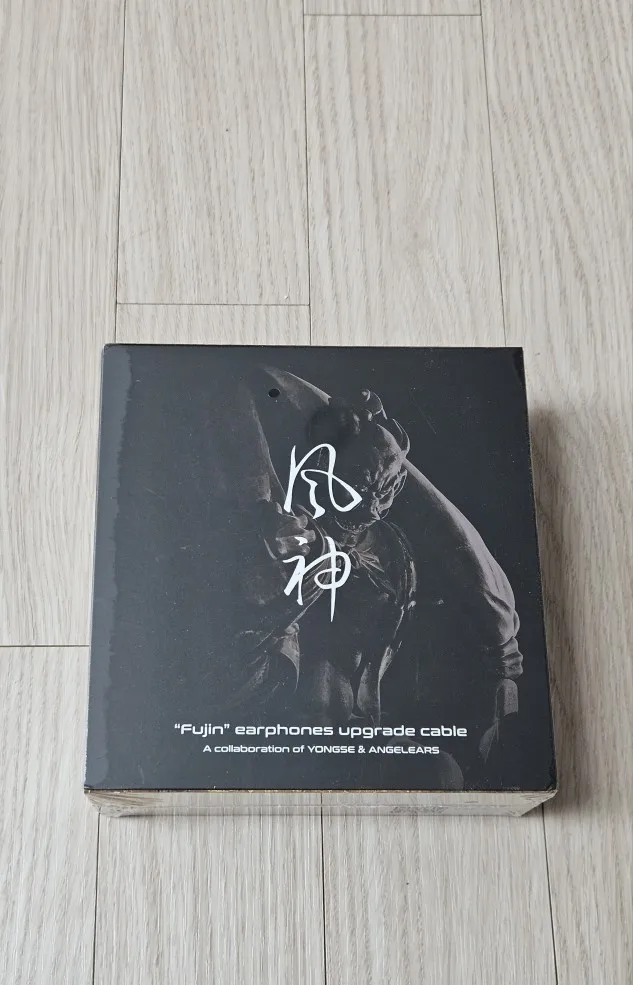 风
神
“Fujin” earphones upgrade cable
A collaboration of YONGSE & ANGELEARS